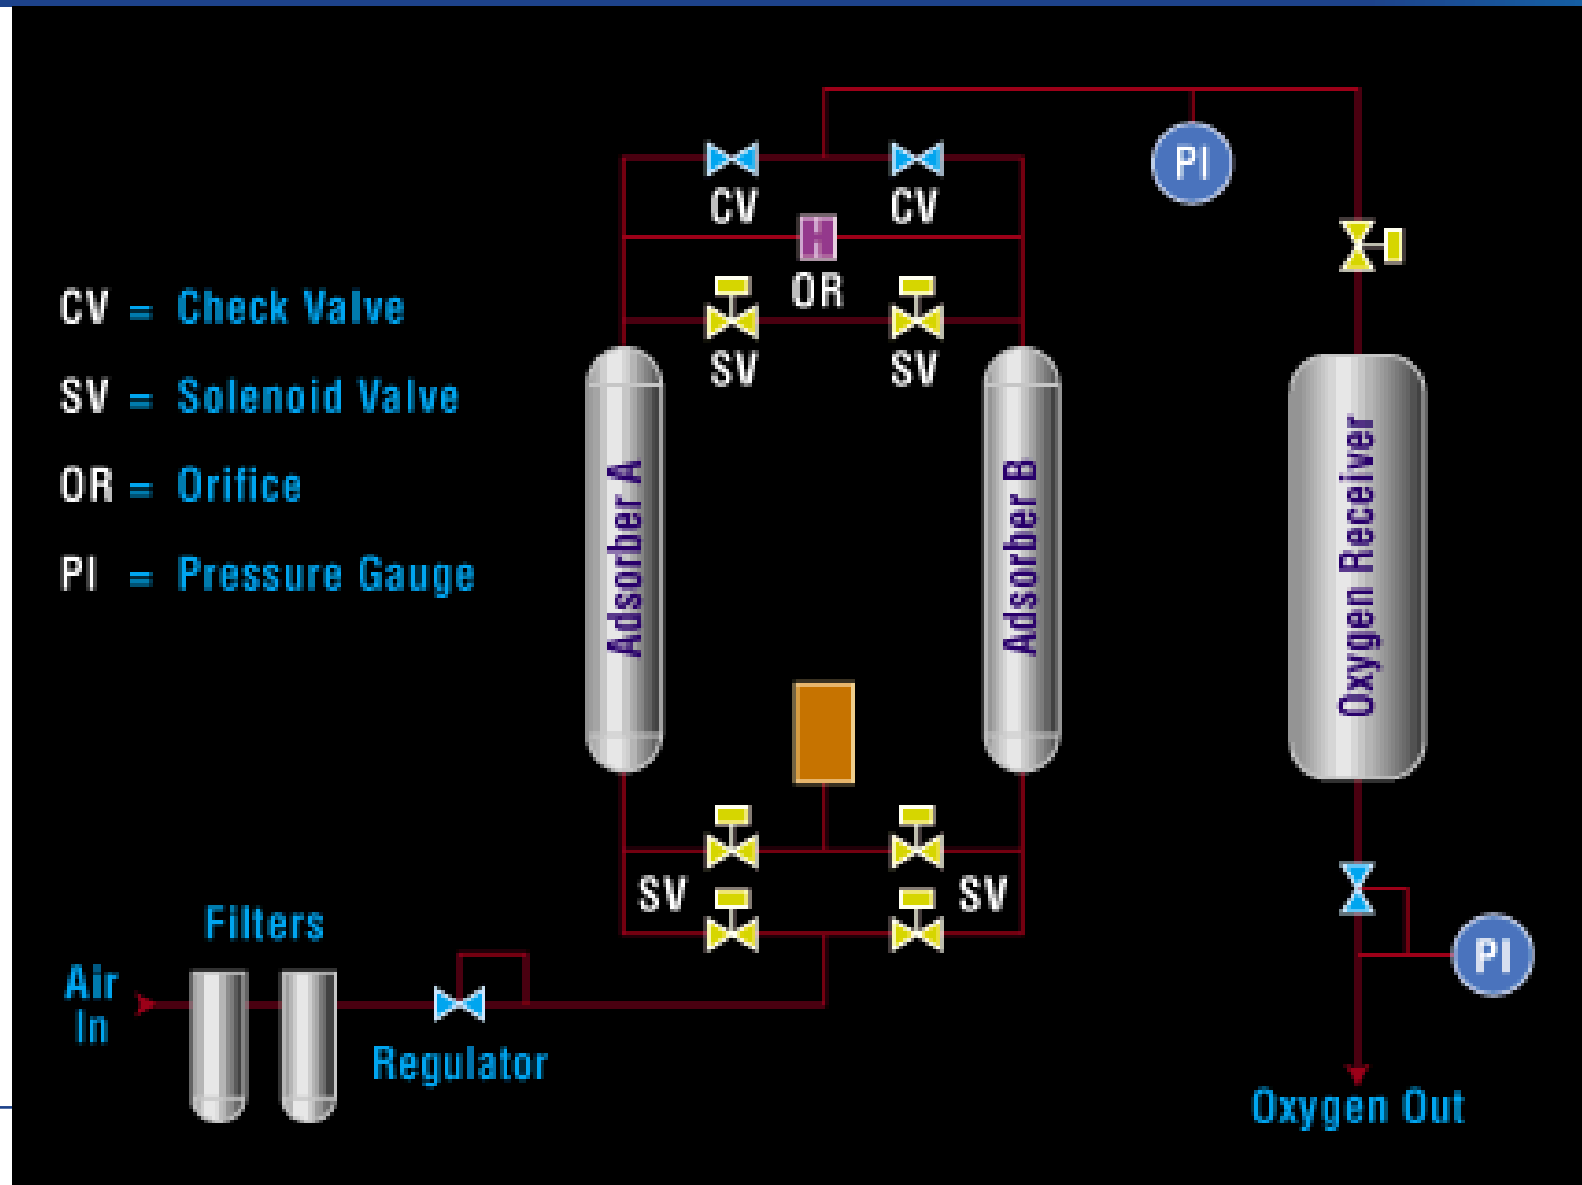 PI
CV
CV
OR
SV
SV
CV = Check Valve
SV = Solenoid Valve
OR = Orifice
PI = Pressure Gauge
Adsorber A
Adsorber B
Oxygen Receiver
SV
SV
Filters
Air
In
Regulator
PI
Oxygen Out